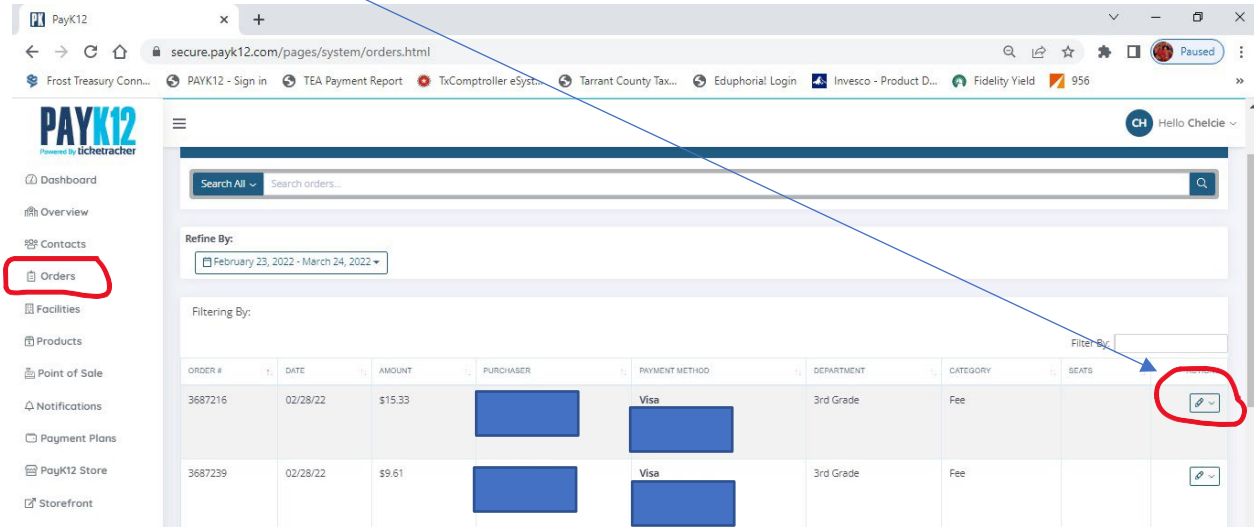 PayK12
secure.payk12.com/pages/system/orders.html
Paused
Frost Treasury Conn... PAYK12 - Sign in TEA Payment Report TxComptroller eSyst... Tarrant County Tax... Eduphoria! Login Invesco - Product D... Fidelity Yield 956 »
PAYK12
Powered By ticketracker
CH Hello Chelcie
Dashboard
Overview
Contacts
Orders
Facilities
Products
Point of Sale
Notifications
Payment Plans
PayK12 Store
Storefront
Search All Search orders...
Refine By:
February 23, 2022 - March 24, 2022
Filtering By:
Filter By:
ORDER # DATE AMOUNT PURCHASER PAYMENT METHOD DEPARTMENT CATEGORY SEATS
3687216 02/28/22 $15.33 Visa 3rd Grade Fee
3687239 02/28/22 $9.61 Visa 3rd Grade Fee